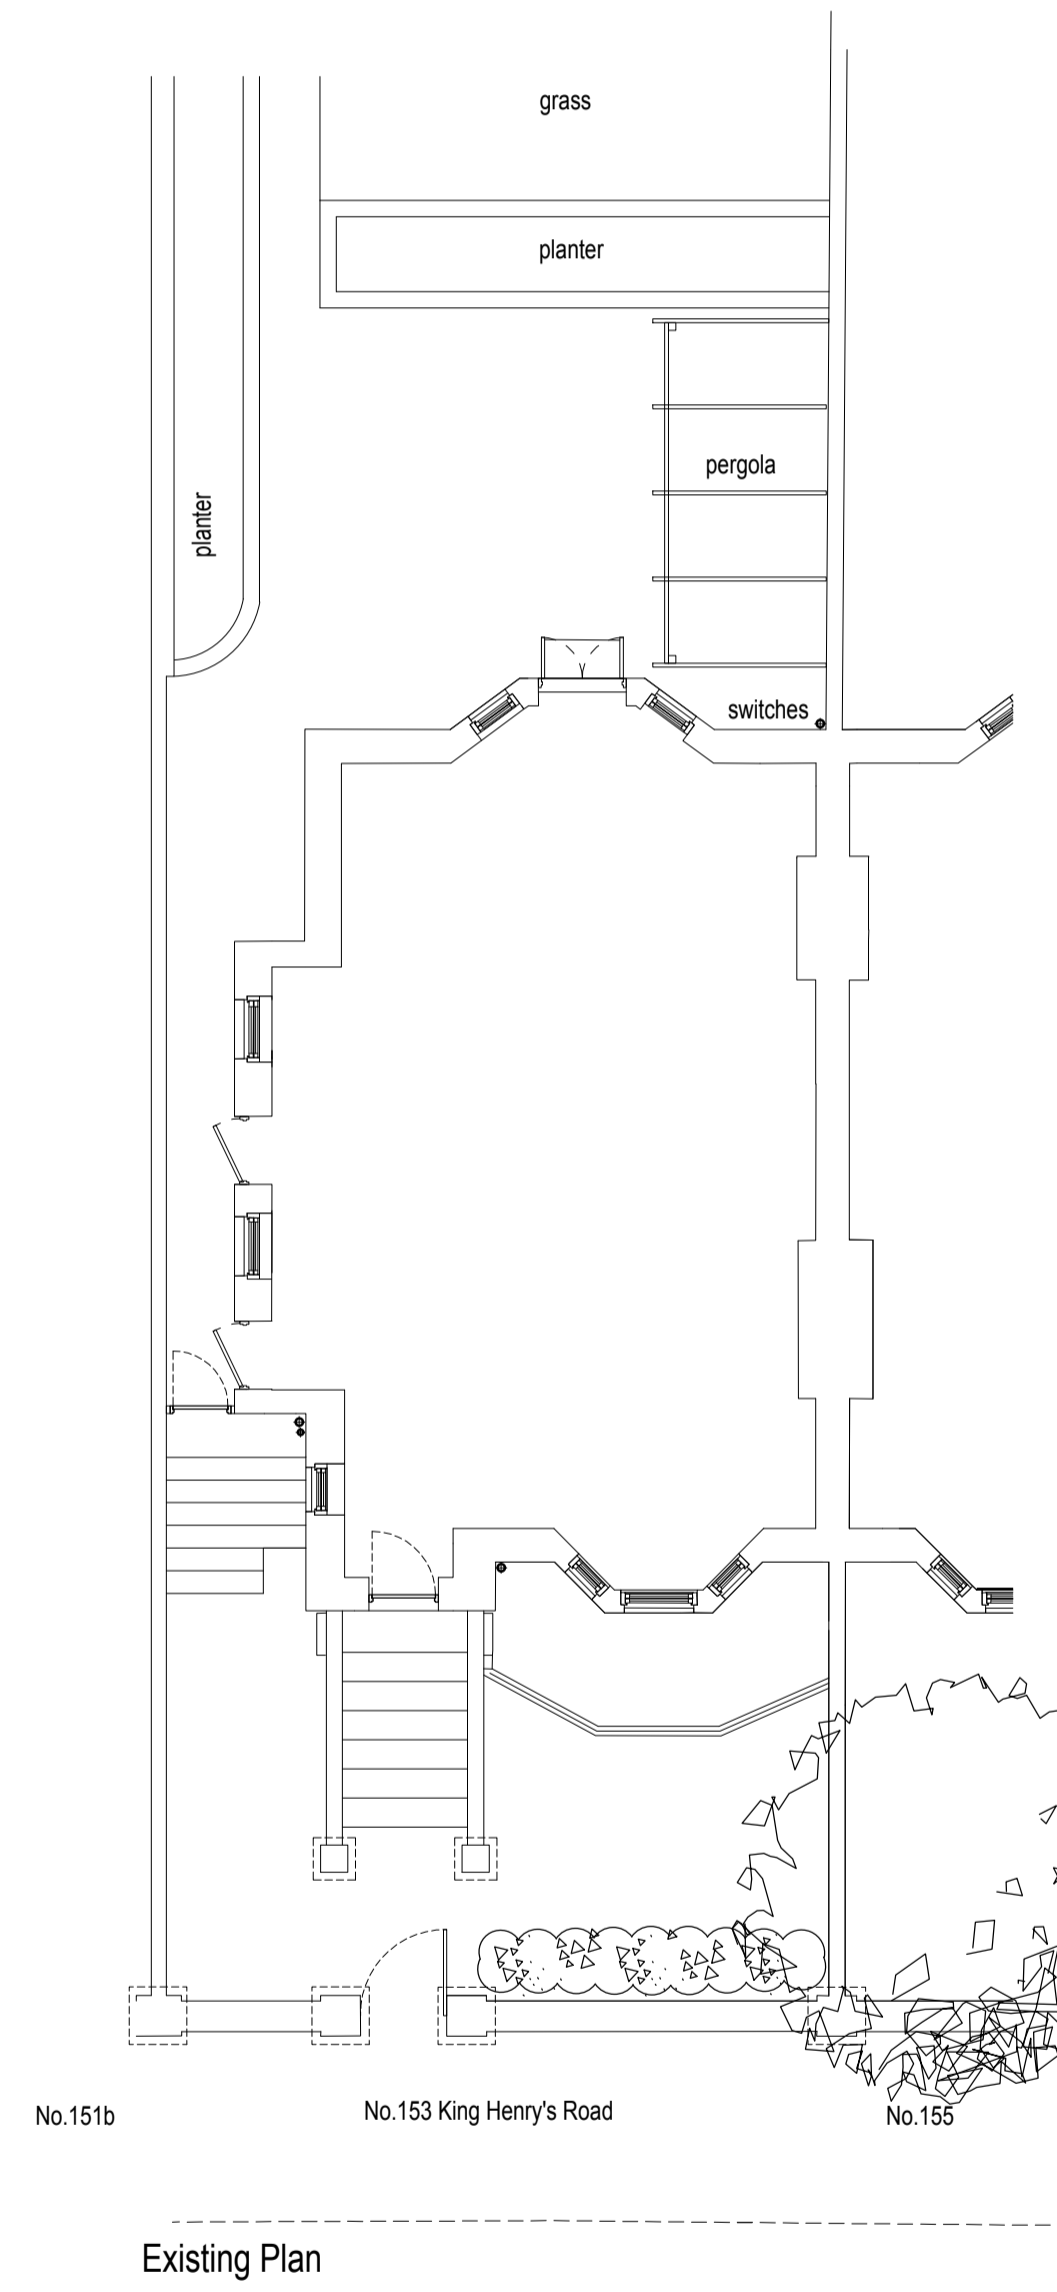 grass
planter
pergola
planter
switches
No.151b
No.153 King Henry's Road
No.155
Existing Plan